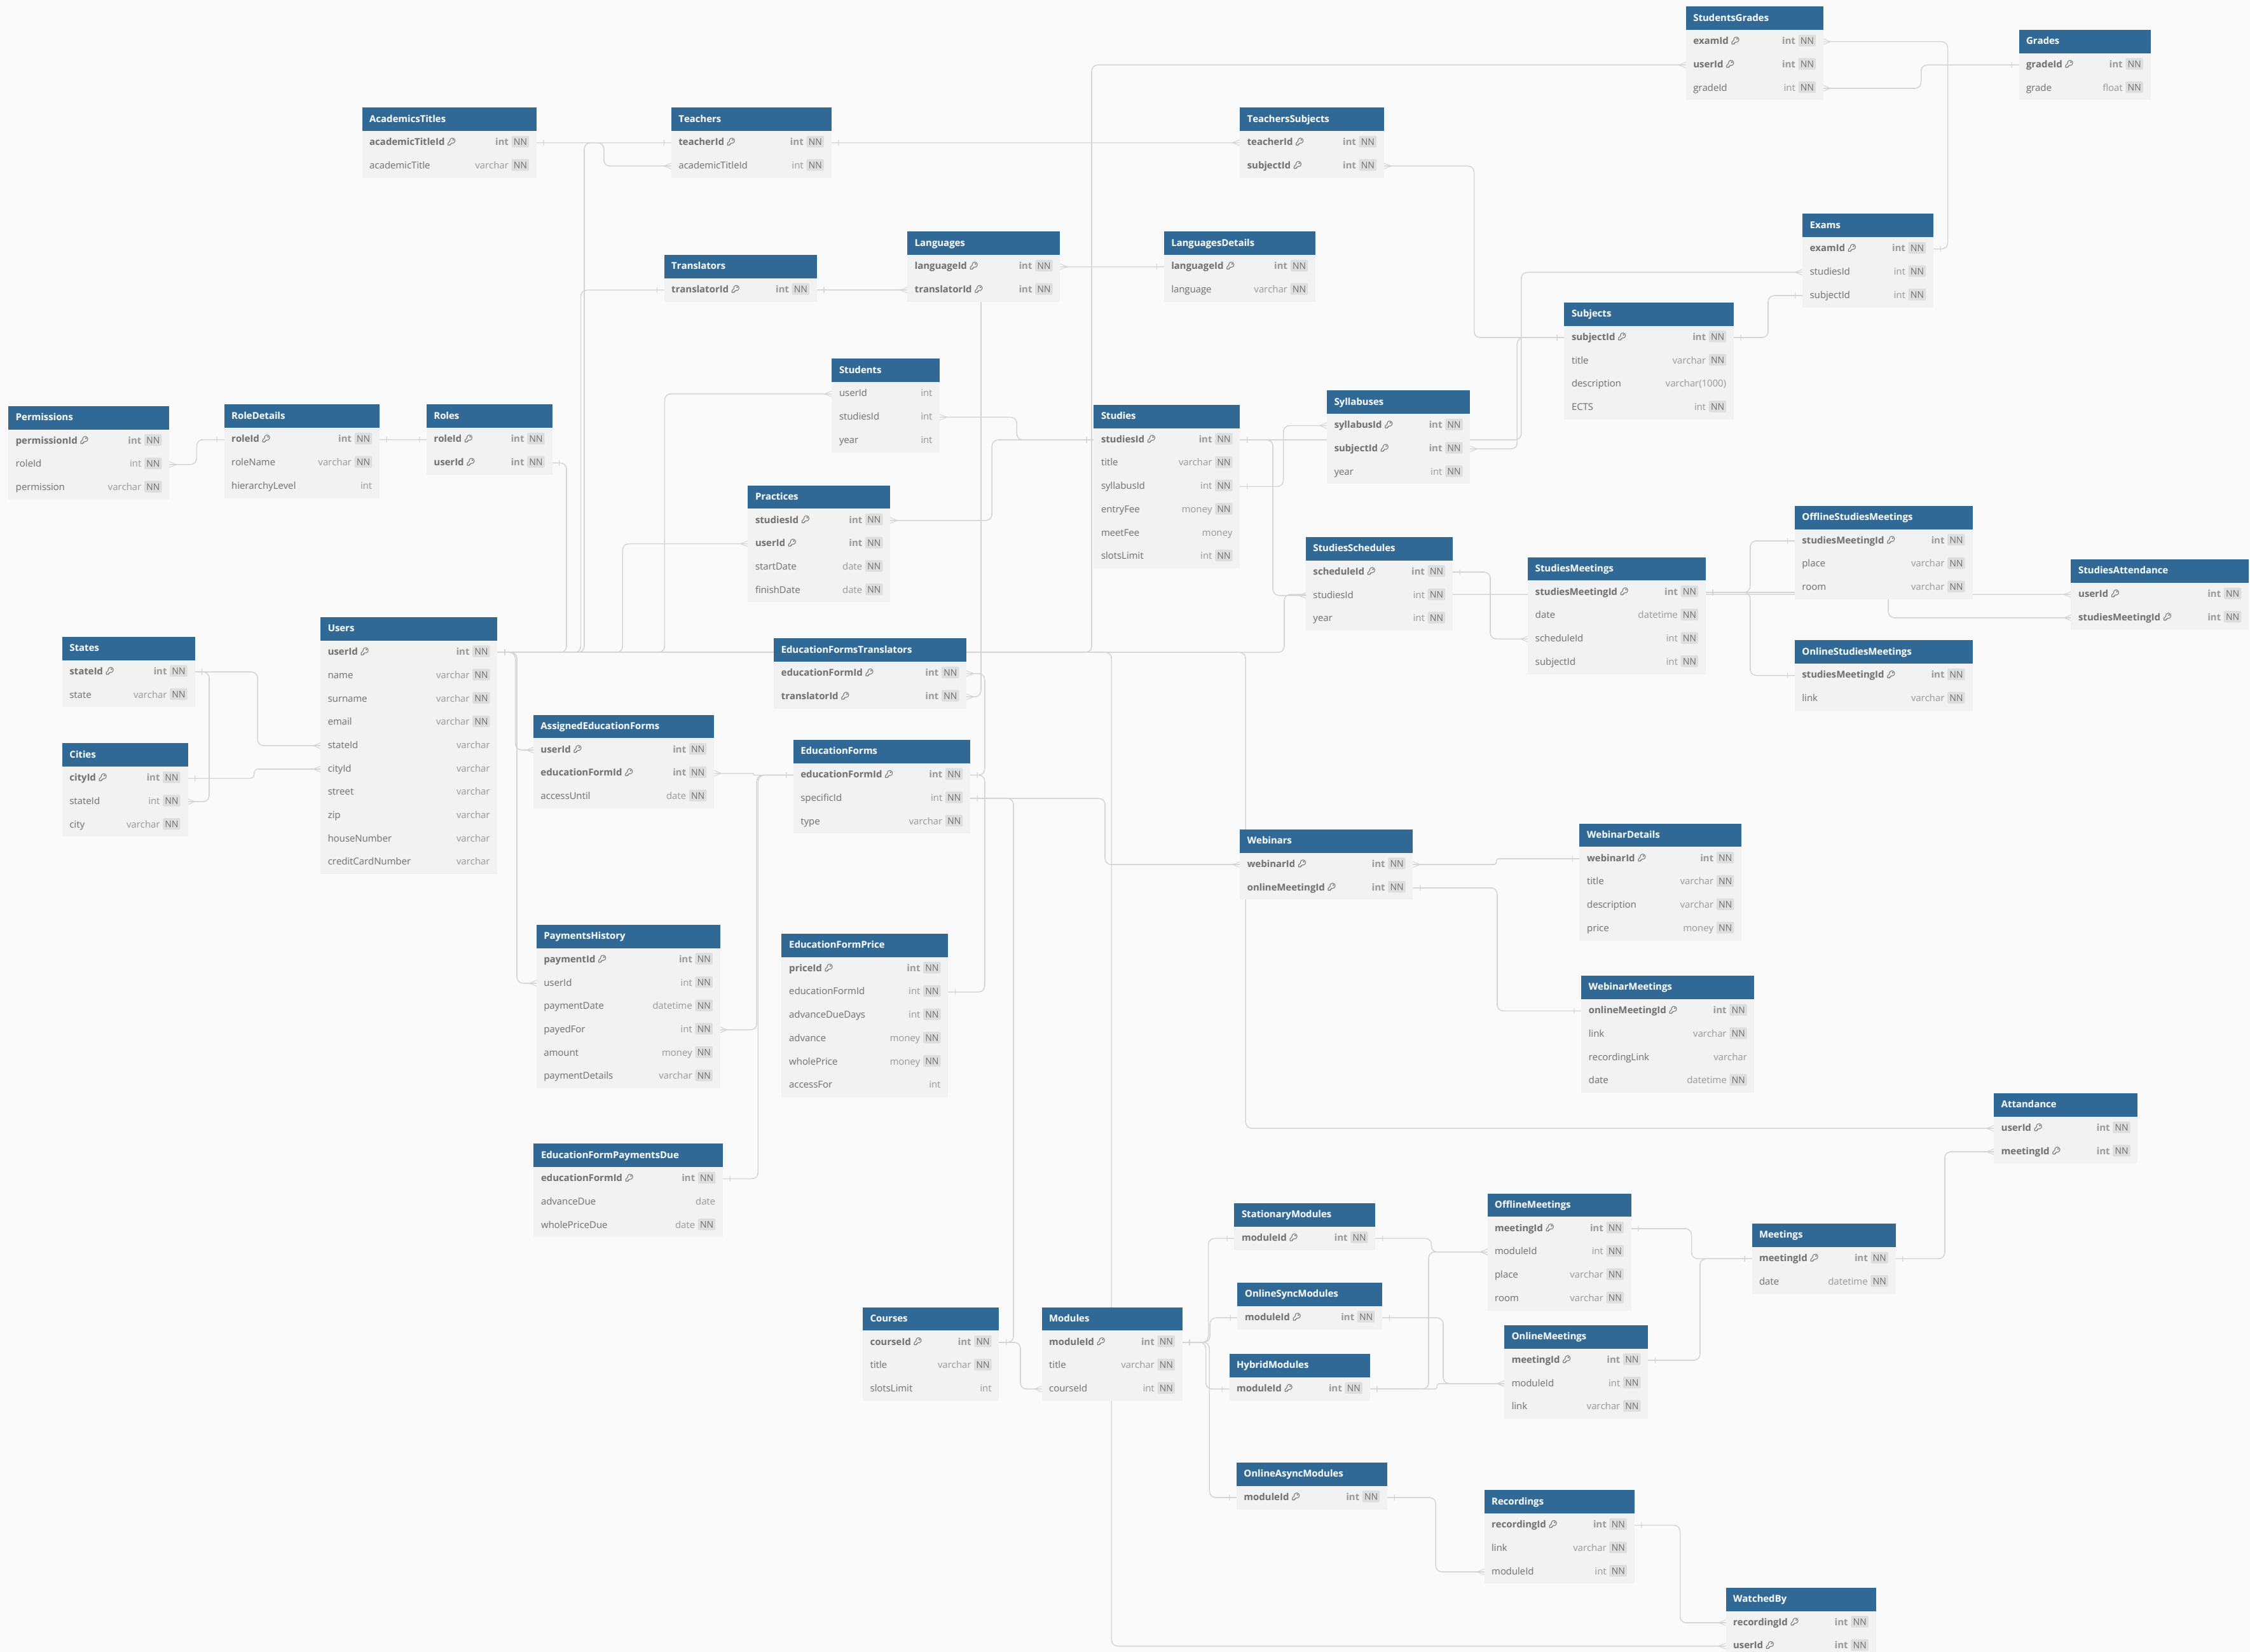 StudentsGrades
examId int NN
userId int NN
gradeId int NN
Grades
gradeId int NN
grade float NN
AcademicsTitles
academicTitleId int NN
academicTitle varchar NN
Teachers
teacherId int NN
academicTitleId int NN
TeachersSubjects
teacherId int NN
subjectId int NN
Exams
examId int NN
studiesId int NN
subjectId int NN
Languages
languageId int NN
translatorId int NN
LanguagesDetails
languageId int NN
language varchar NN
Translators
translatorId int NN
Subjects
subjectId int NN
title varchar NN
description varchar(1000)
ECTS int NN
Students
userId int
studiesId int
year int
Permissions
permissionId int NN
roleId int NN
permission varchar NN
RoleDetails
roleId int NN
roleName varchar NN
hierarchyLevel int
Roles
roleId int NN
userId int NN
Studies
studiesId int NN
title varchar NN
syllabusId int NN
entryFee money NN
meetFee money
slotsLimit int NN
Syllabuses
syllabusId int NN
subjectId int NN
year int NN
Practices
studiesId int NN
userId int NN
startDate date NN
finishDate date NN
StudiesSchedules
scheduleId int NN
studiesId int NN
year int NN
StudiesMeetings
studiesMeetingId int NN
date datetime NN
scheduleId int NN
subjectId int NN
OfflineStudiesMeetings
studiesMeetingId int NN
place varchar NN
room varchar NN
StudiesAttendance
userId int NN
studiesMeetingId int NN
OnlineStudiesMeetings
studiesMeetingId int NN
link varchar NN
States
stateId int NN
state varchar NN
Cities
cityId int NN
stateId int NN
city varchar NN
Users
userId int NN
name varchar NN
surname varchar NN
email varchar NN
stateId varchar
cityId varchar
street varchar
zip varchar
houseNumber varchar
creditCardNumber varchar
EducationFormsTranslators
educationFormId int NN
translatorId int NN
AssignedEducationForms
userId int NN
educationFormId int NN
accessUntil date NN
EducationForms
educationFormId int NN
specificId int NN
type varchar NN
Webinars
webinarId int NN
onlineMeetingId int NN
WebinarDetails
webinarId int NN
title varchar NN
description varchar NN
price money NN
PaymentsHistory
paymentId int NN
userId int NN
paymentDate datetime NN
payedFor int NN
amount money NN
paymentDetails varchar NN
EducationFormPrice
priceId int NN
educationFormId int NN
advanceDueDays int NN
advance money NN
wholePrice money NN
accessFor int
WebinarMeetings
onlineMeetingId int NN
link varchar NN
recordingLink varchar
date datetime NN
Attandance
userId int NN
meetingId int NN
EducationFormPaymentsDue
educationFormId int NN
advanceDue date
wholePriceDue date NN
StationaryModules
moduleId int NN
OfflineMeetings
meetingId int NN
moduleId int NN
place varchar NN
room varchar NN
Meetings
meetingId int NN
date datetime NN
OnlineSyncModules
moduleId int NN
Courses
courseId int NN
title varchar NN
slotsLimit int
Modules
moduleId int NN
title varchar NN
courseId int NN
HybridModules
moduleId int NN
OnlineMeetings
meetingId int NN
moduleId int NN
link varchar NN
OnlineAsyncModules
moduleId int NN
Recordings
recordingId int NN
link varchar NN
moduleId int NN
WatchedBy
recordingId int NN
userId int NN